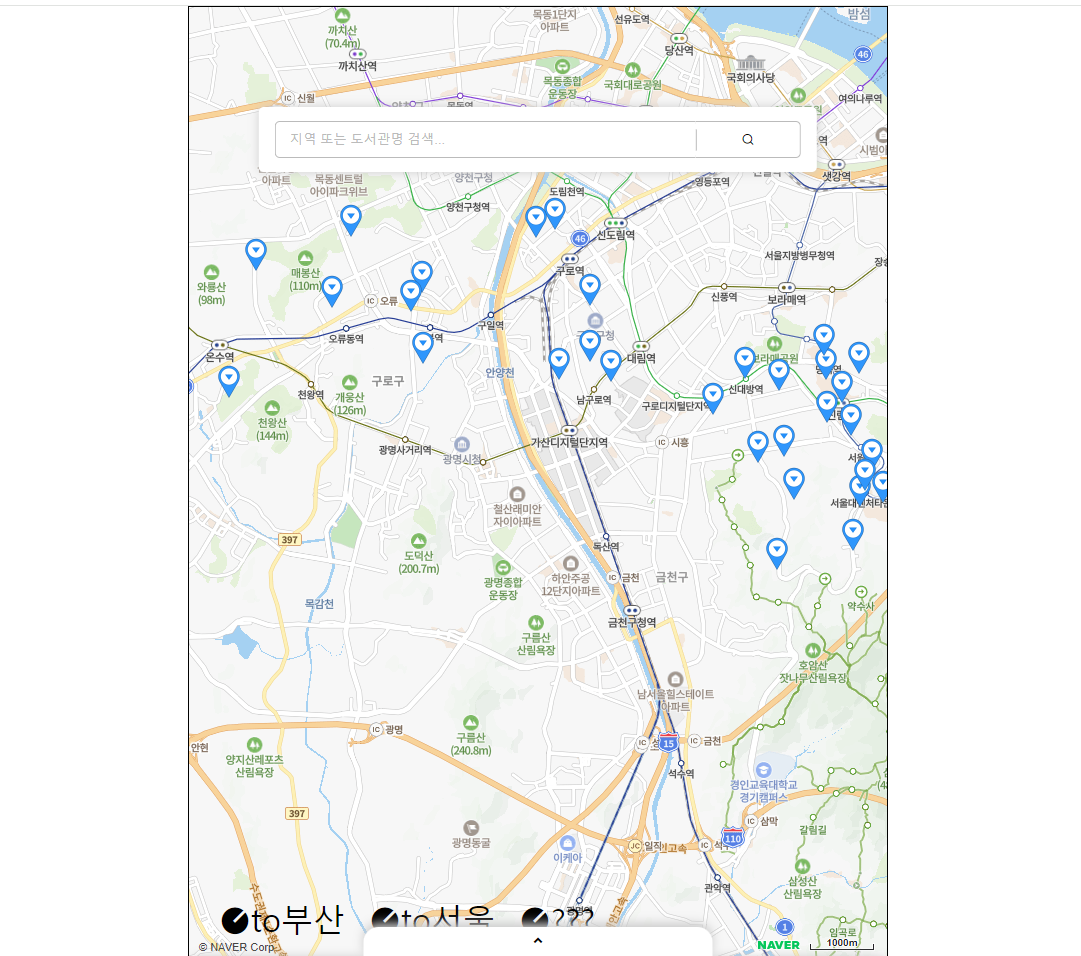 까치산
(70.4m)
까치산역
목동1단지
아파트
선유도역
밤섬
당산역
국회의사당
46
목동종합
운동장
국회대로공원
여의나루역
IC 신월
지역 또는 도서관명 검색...
시범아
샛강역
아파트
목동센트럴
아이파크위브
양천구청
양천구청역
도림천역
영등포역
신도림역
46
구로역
서울지방병무청역
와룡산
(98m)
매봉산
(110m)
IC 오류
구일역
오류동역
신풍역
보라매역
온수역
안양천
대림역
보라매공원
신대방역
천왕역
개웅산
(126m)
구로구
남구로역
구로디지털단지역
천왕산
(144m)
광명사거리역
광명시청
가산디지털단지역
IC 시흥
철산래미안
자이아파트
397
도덕산
(200.7m)
독산역
광명종합
운동장
하안주공
12단지아파트
IC 금천
금천구
목감천
금천구청역
약수사
구름산
산림욕장
호암산
잣나무산림욕장
남서울힐스테이트
아파트
안현
IC 광명
구름산
(240.8m)
15
IC 금천
양지산레포츠
산림욕장
석수역
경인교육대학교
경기캠퍼스
397
IC 삼막
갈림길
광명동굴
이케아
JC 일직
110
관악역
삼성산
산림욕장
to부산
to서울
???
1
임곡로
© NAVER Corp.
NAVER
1000m